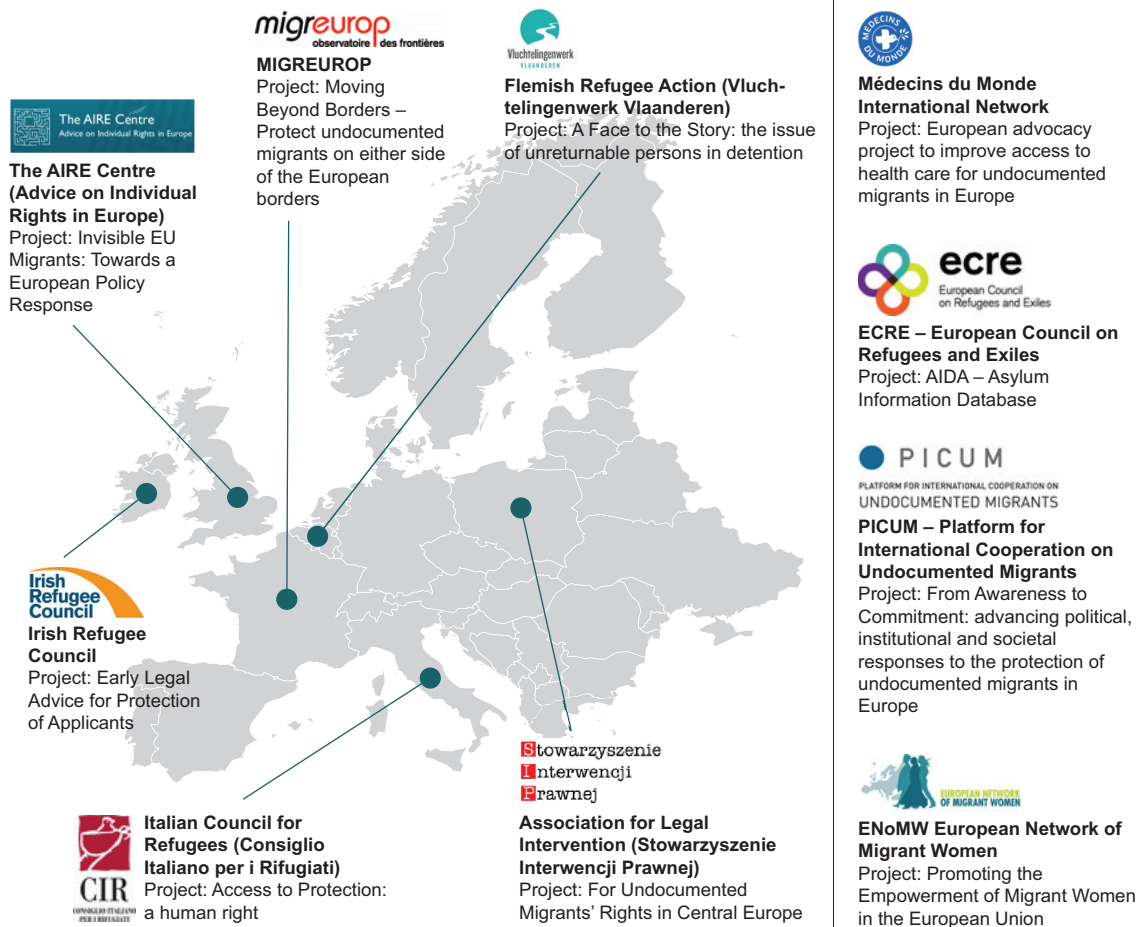 migreurop
observatoire des frontières
MIGREUROP
Project: Moving
Beyond Borders –
Protect undocumented
migrants on either side
of the European
borders
Vluchtelingenwerk
VLAANDEREN
Flemish Refugee Action (Vluch-
telingenwerk Vlaanderen)
Project: A Face to the Story: the issue
of unreturnable persons in detention
The AIRE Centre
Advice on Individual Rights in Europe
The AIRE Centre
(Advice on Individual
Rights in Europe)
Project: Invisible EU
Migrants: Towards a
European Policy
Response
Irish
Refugee
Council
Irish Refugee
Council
Project: Early Legal
Advice for Protection
of Applicants
CIR
CONSIGLIO ITALIANO
PER I RIFUGIATI
Italian Council for
Refugees (Consiglio
Italiano per i Rifugiati)
Project: Access to Protection:
a human right
Stowarzyszenie
Interwencji
Prawnej
Association for Legal
Intervention (Stowarzyszenie
Interwencji Prawnej)
Project: For Undocumented
Migrants’ Rights in Central Europe
MÉDECINS
DU MONDE
Médecins du Monde
International Network
Project: European advocacy
project to improve access to
health care for undocumented
migrants in Europe
ecre
European Council
on Refugees and Exiles
ECRE – European Council on
Refugees and Exiles
Project: AIDA – Asylum
Information Database
PICUM
PLATFORM FOR INTERNATIONAL COOPERATION ON
UNDOCUMENTED MIGRANTS
PICUM – Platform for
International Cooperation on
Undocumented Migrants
Project: From Awareness to
Commitment: advancing political,
institutional and societal
responses to the protection of
undocumented migrants in
Europe
EUROPEAN NETWORK
OF MIGRANT WOMEN
ENoMW European Network of
Migrant Women
Project: Promoting the
Empowerment of Migrant Women
in the European Union